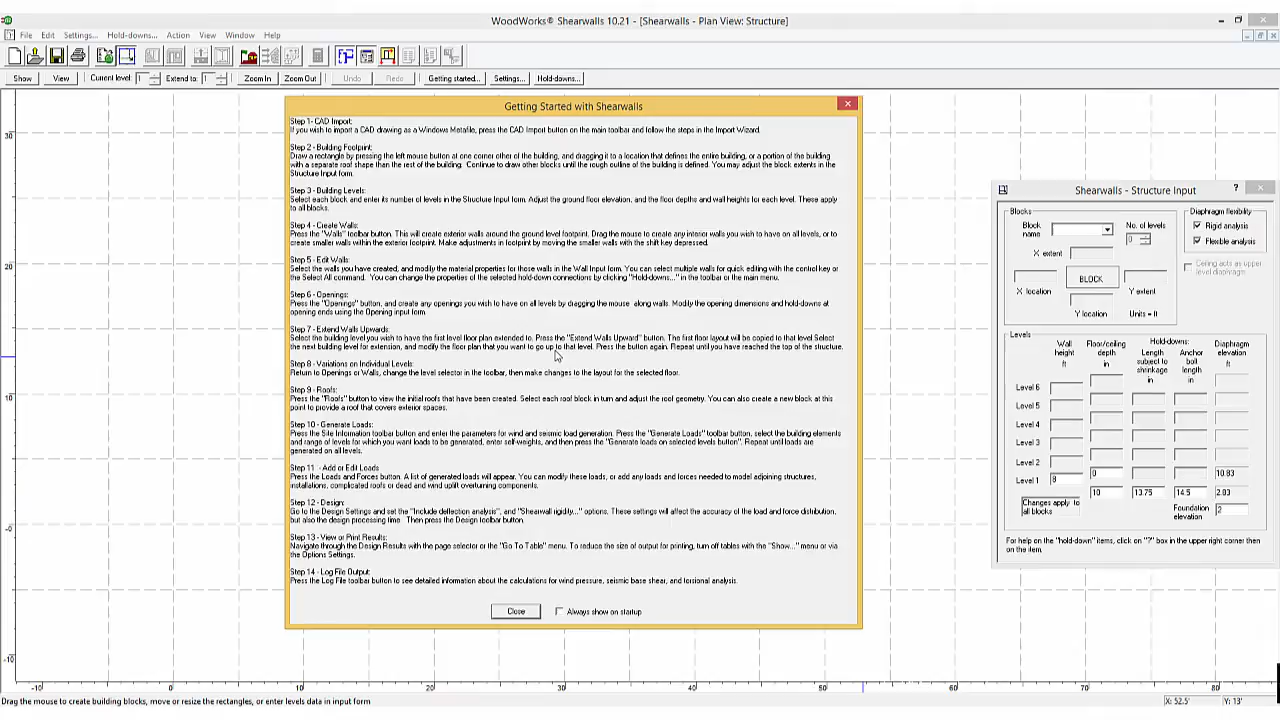 WoodWorks® Shearwalls 10.21 - [Shearwalls - Plan View: Structure]
File Edit Settings... Hold-downs... Action View Window Help
Show View Current level: 1 Extend to: 1 Zoom In Zoom Out Undo Redo Getting started... Settings... Hold-downs...
Getting Started with Shearwalls
Step 1- CAD Import:
If you wish to import a CAD drawing as a Windows Metafile, press the CAD Import button on the main toolbar and follow the steps in the Import Wizard.
Step 2 - Building Footprint:
Draw a rectangle by pressing the left mouse button at one corner other of the building, and dragging it to a location that defines the entire building, or a portion of the building
with a separate roof shape than the rest of the building. Continue to draw other blocks until the rough outline of the building is defined. You may adjust the block extents in the
Structure Input form.
Step 3 - Building Levels:
Select each block and enter its number of levels in the Structure Input form. Adjust the ground floor elevation, and the floor depths and wall heights for each level. These apply
to all blocks.
Step 4 - Create Walls:
Press the "Walls" toolbar button. This will create exterior walls around the ground level footprint. Drag the mouse to create any interior walls you wish to have on all levels, or to
create smaller walls within the exterior footprint. Make adjustments in footprint by moving the smaller walls with the shift key depressed.
Step 5 - Edit Walls:
Select the walls you have created, and modify the material properties for those walls in the Wall Input form. You can select multiple walls for quick editing with the control key or
the Select All command. You can change the properties of the selected hold-down connections by clicking "Hold-downs..." in the toolbar or the main menu.
Step 6 - Openings:
Press the "Openings" button, and create any openings you wish to have on all levels by dragging the mouse along walls. Modify the opening dimensions and hold-downs at
opening ends using the Opening input form.
Step 7 - Extend Walls Upwards:
Select the building level you wish to have the first level floor plan extended to. Press the "Extend Walls Upward" button. The first floor layout will be copied to that level Select
the next building level for extension, and modify the floor plan that you want to go up to that level. Press the button again. Repeat until you have reached the top of the structure.
Step 8 - Variations on Individual Levels:
Return to Openings or Walls, change the level selector in the toolbar, then make changes to the layout for the selected floor.
Step 9 - Roofs:
Press the "Roofs" button to view the initial roofs that have been created. Select each roof block in turn and adjust the roof geometry. You can also create a new block at this
point to provide a roof that covers exterior spaces.
Step 10 - Generate Loads:
Press the Site Information toolbar button and enter the parameters for wind and seismic load generation. Press the "Generate Loads" toolbar button, select the building elements
and range of levels for which you want loads to be generated, enter self-weights, and then press the "Generate loads on selected levels button". Repeat until loads are
generated on all levels.
Step 11 - Add or Edit Loads
Press the Loads and Forces button. A list of generated loads will appear. You can modify these loads, or add any loads and forces needed to model adjoining structures,
installations, complicated roofs or dead and wind uplift overturning components.
Step 12 - Design:
Go to the Design Settings and set the "Include deflection analysis", and "Shearwall rigidity..." options. These settings will affect the accuracy of the load and force distribution,
but also the design processing time. Then press the Design toolbar button.
Step 13 - View or Print Results:
Navigate through the Design Results with the page selector or the "Go To Table" menu. To reduce the size of output for printing, turn off tables with the "Show..." menu or via
the Options Settings.
Step 14 - Log File Output:
Press the Log File toolbar button to see detailed information about the calculations for wind pressure, seismic base shear, and torsional analysis.
Close Always show on startup
Shearwalls - Structure Input ?
Blocks
Block name No. of levels
0
X extent
BLOCK
X location Y extent
Y location Units = ft
Diaphragm flexibility
Rigid analysis
Flexible analysis
Ceiling acts as upper
level diaphragm
Levels
Wall height ft
Floor/ceiling depth in
Hold-downs:
Length subject to shrinkage in
Anchor bolt length in
Diaphragm elevation ft
Level 6
Level 5
Level 4
Level 3
Level 2
0 10.83
Level 1 8
10 13.75 14.5 2.03
Changes apply to
all blocks
Foundation
elevation 2
For help on the "hold-down" items, click on "?" box in the upper right corner then
on the item.
30
20
10
-0
-10
-10 0 10 20 30 40 50 60 70 80
Drag the mouse to create building blocks, move or resize the rectangles, or enter levels data in input form
X: 52.5' Y: 13'